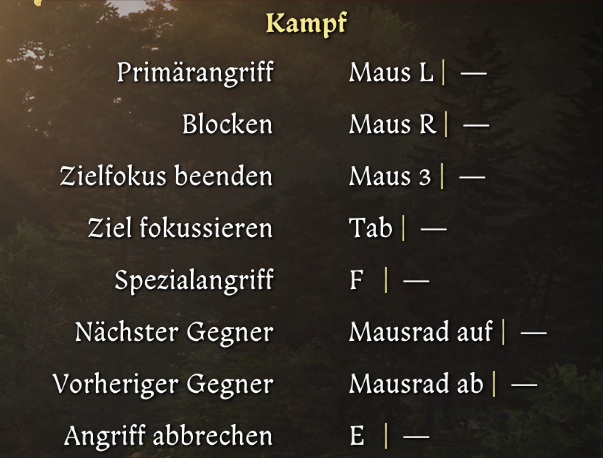 Kampf
Primärangriff Maus L | —
Blocken Maus R | —
Zielfokus beenden Maus 3 | —
Ziel fokussieren Tab | —
Spezialangriff F | —
Nächster Gegner Mausrad auf | —
Vorheriger Gegner Mausrad ab | —
Angriff abbrechen E | —